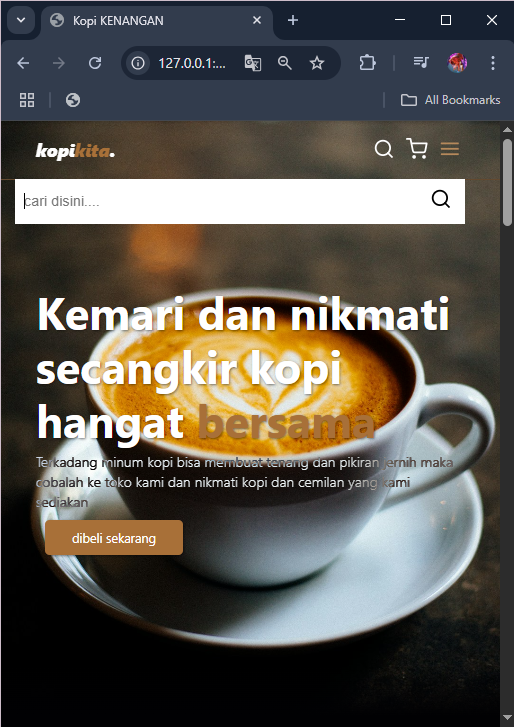 Kopi KENANGAN
127.0.0.1:...
All Bookmarks
kopikita.
cari disini....
Kemari dan nikmati
secangkir kopi
hangat bersama
Terkadang minum kopi bisa membuat tenang dan pikiran jernih maka
cobalah ke toko kami dan nikmati kopi dan cemilan yang kami
sediakan
dibeli sekarang